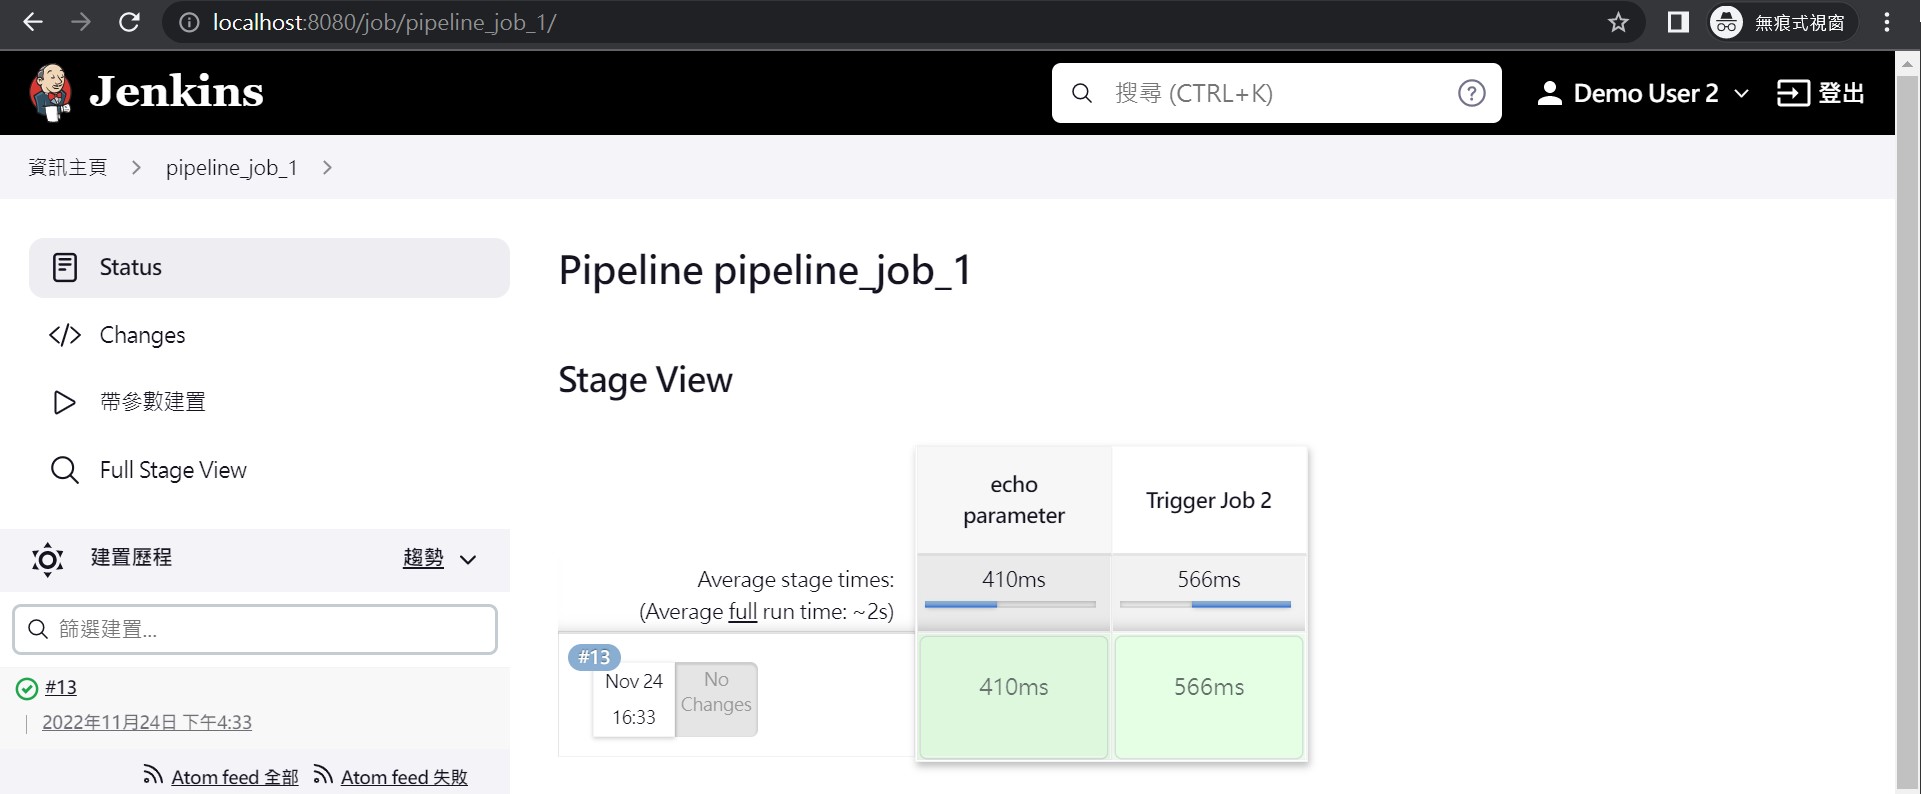 localhost:8080/job/pipeline_job_1/
無痕式視窗
Jenkins
搜尋 (CTRL+K)
?
Demo User 2
登出
資訊主頁 > pipeline_job_1 >
Status
Changes
帶參數建置
Full Stage View
建置歷程
趨勢
篩選建置...
#13
2022年11月24日 下午4:33
Atom feed 全部
Atom feed 失敗
Pipeline pipeline_job_1
Stage View
echo
parameter
Trigger Job 2
Average stage times:
(Average full run time: ~2s)
410ms
566ms
#13
Nov 24
16:33
No
Changes
410ms
566ms